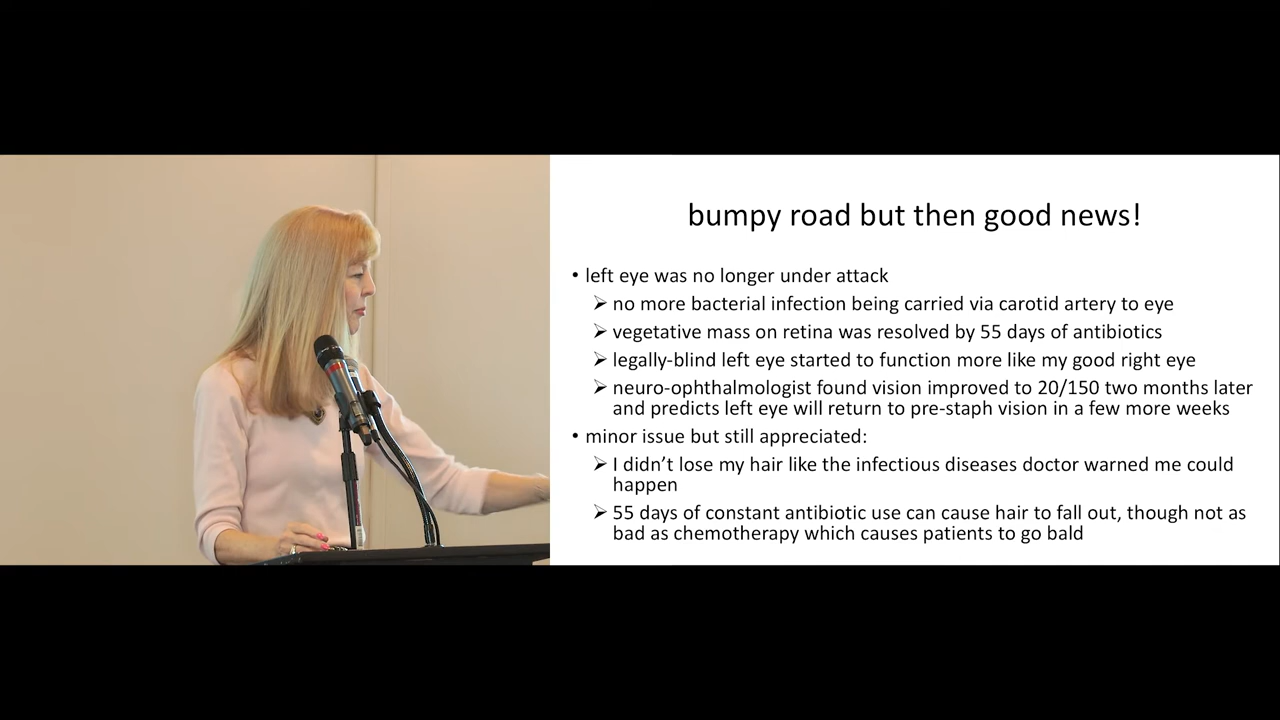 bumpy road but then good news!
• left eye was no longer under attack
➢ no more bacterial infection being carried via carotid artery to eye
➢ vegetative mass on retina was resolved by 55 days of antibiotics
➢ legally-blind left eye started to function more like my good right eye
➢ neuro-ophthalmologist found vision improved to 20/150 two months later
and predicts left eye will return to pre-staph vision in a few more weeks
• minor issue but still appreciated:
➢ I didn’t lose my hair like the infectious diseases doctor warned me could
happen
➢ 55 days of constant antibiotic use can cause hair to fall out, though not as
bad as chemotherapy which causes patients to go bald